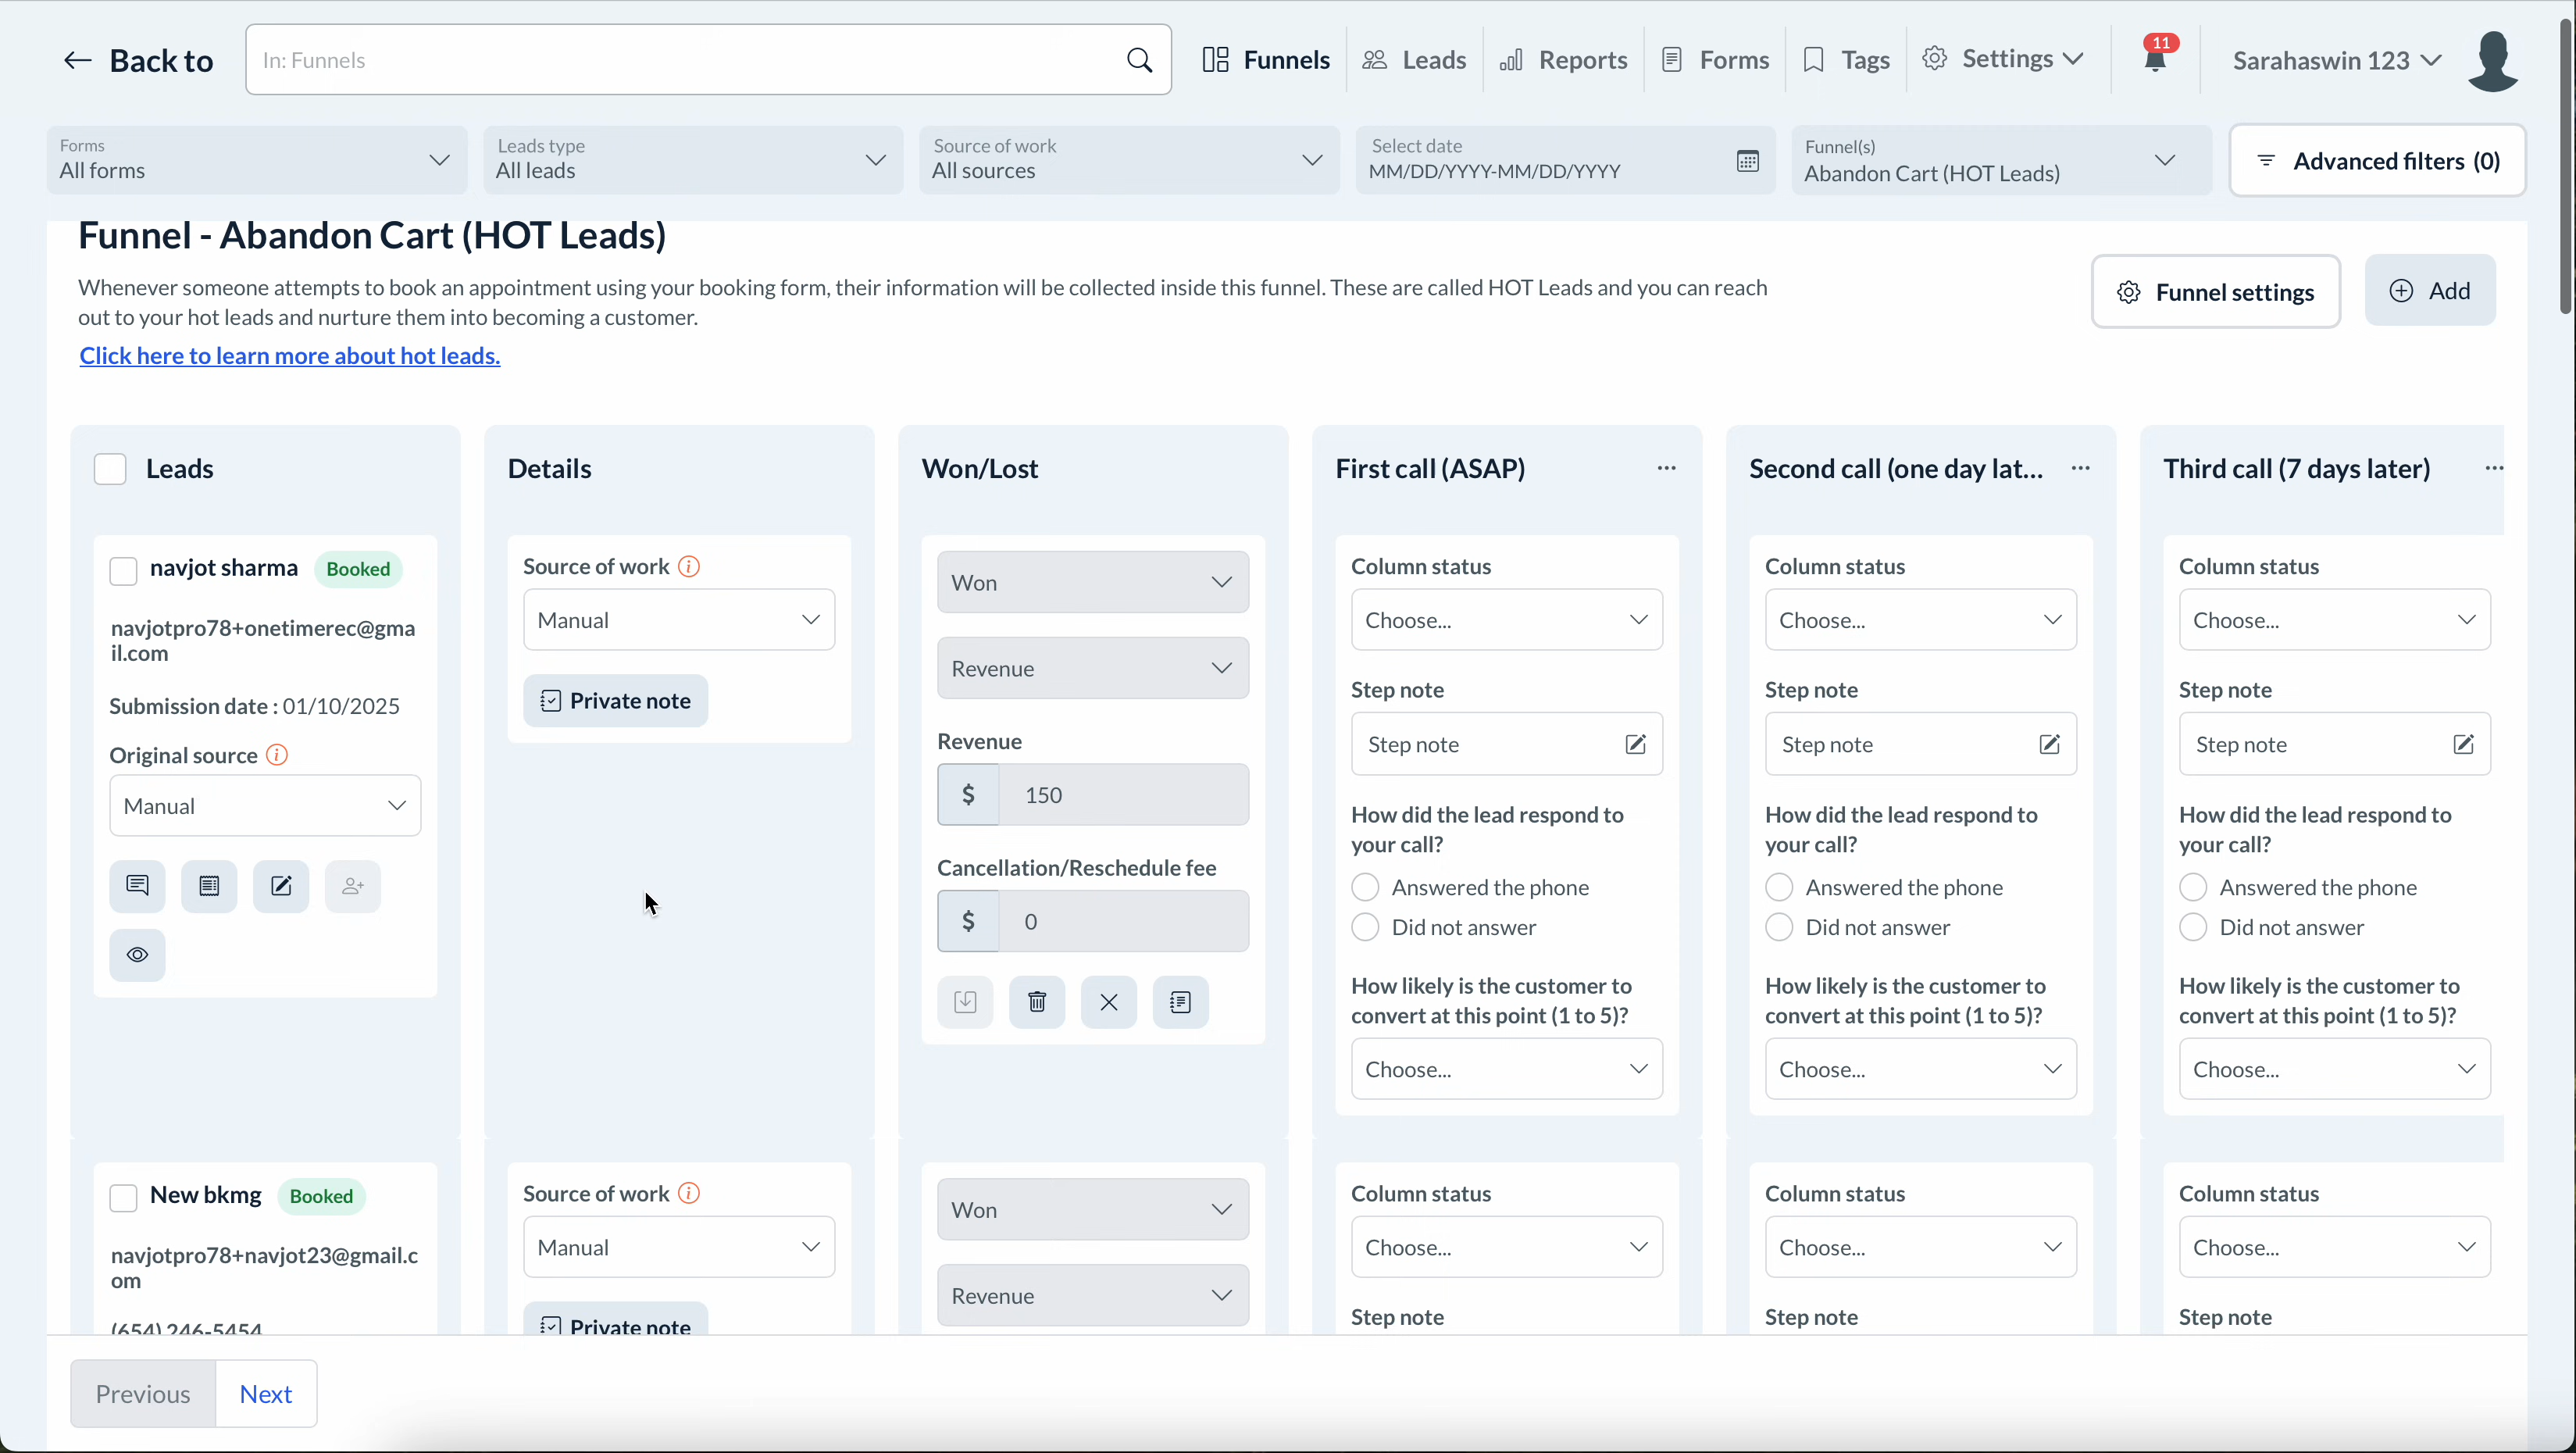 Back to
In: Funnels
Funnels
Leads
Reports
Forms
Tags
Settings
11
Sarahaswin 123
Forms
All forms
Leads type
All leads
Source of work
All sources
Select date
MM/DD/YYYY-MM/DD/YYYY
Funnel(s)
Abandon Cart (HOT Leads)
Advanced filters (0)
Funnel - Abandon Cart (HOT Leads)
Whenever someone attempts to book an appointment using your booking form, their information will be collected inside this funnel. These are called HOT Leads and you can reach
out to your hot leads and nurture them into becoming a customer.
Click here to learn more about hot leads.
Funnel settings
Add
Leads
Details
Won/Lost
First call (ASAP)
Second call (one day lat...
Third call (7 days later)
navjot sharma
Booked
navjotpro78+onetimerec@gma
il.com
Submission date : 01/10/2025
Original source
Manual
Source of work
Manual
Private note
Won
Revenue
Revenue
$ 150
Cancellation/Reschedule fee
$ 0
Column status
Choose...
Step note
Step note
How did the lead respond to
your call?
Answered the phone
Did not answer
How likely is the customer to
convert at this point (1 to 5)?
Choose...
Column status
Choose...
Step note
Step note
How did the lead respond to
your call?
Answered the phone
Did not answer
How likely is the customer to
convert at this point (1 to 5)?
Choose...
Column status
Choose...
Step note
Step note
How did the lead respond to
your call?
Answered the phone
Did not answer
How likely is the customer to
convert at this point (1 to 5)?
Choose...
New bkmg
Booked
navjotpro78+navjot23@gmail.c
om
(654) 246-5454
Source of work
Manual
Private note
Won
Revenue
Column status
Choose...
Step note
Column status
Choose...
Step note
Column status
Choose...
Step note
Previous
Next